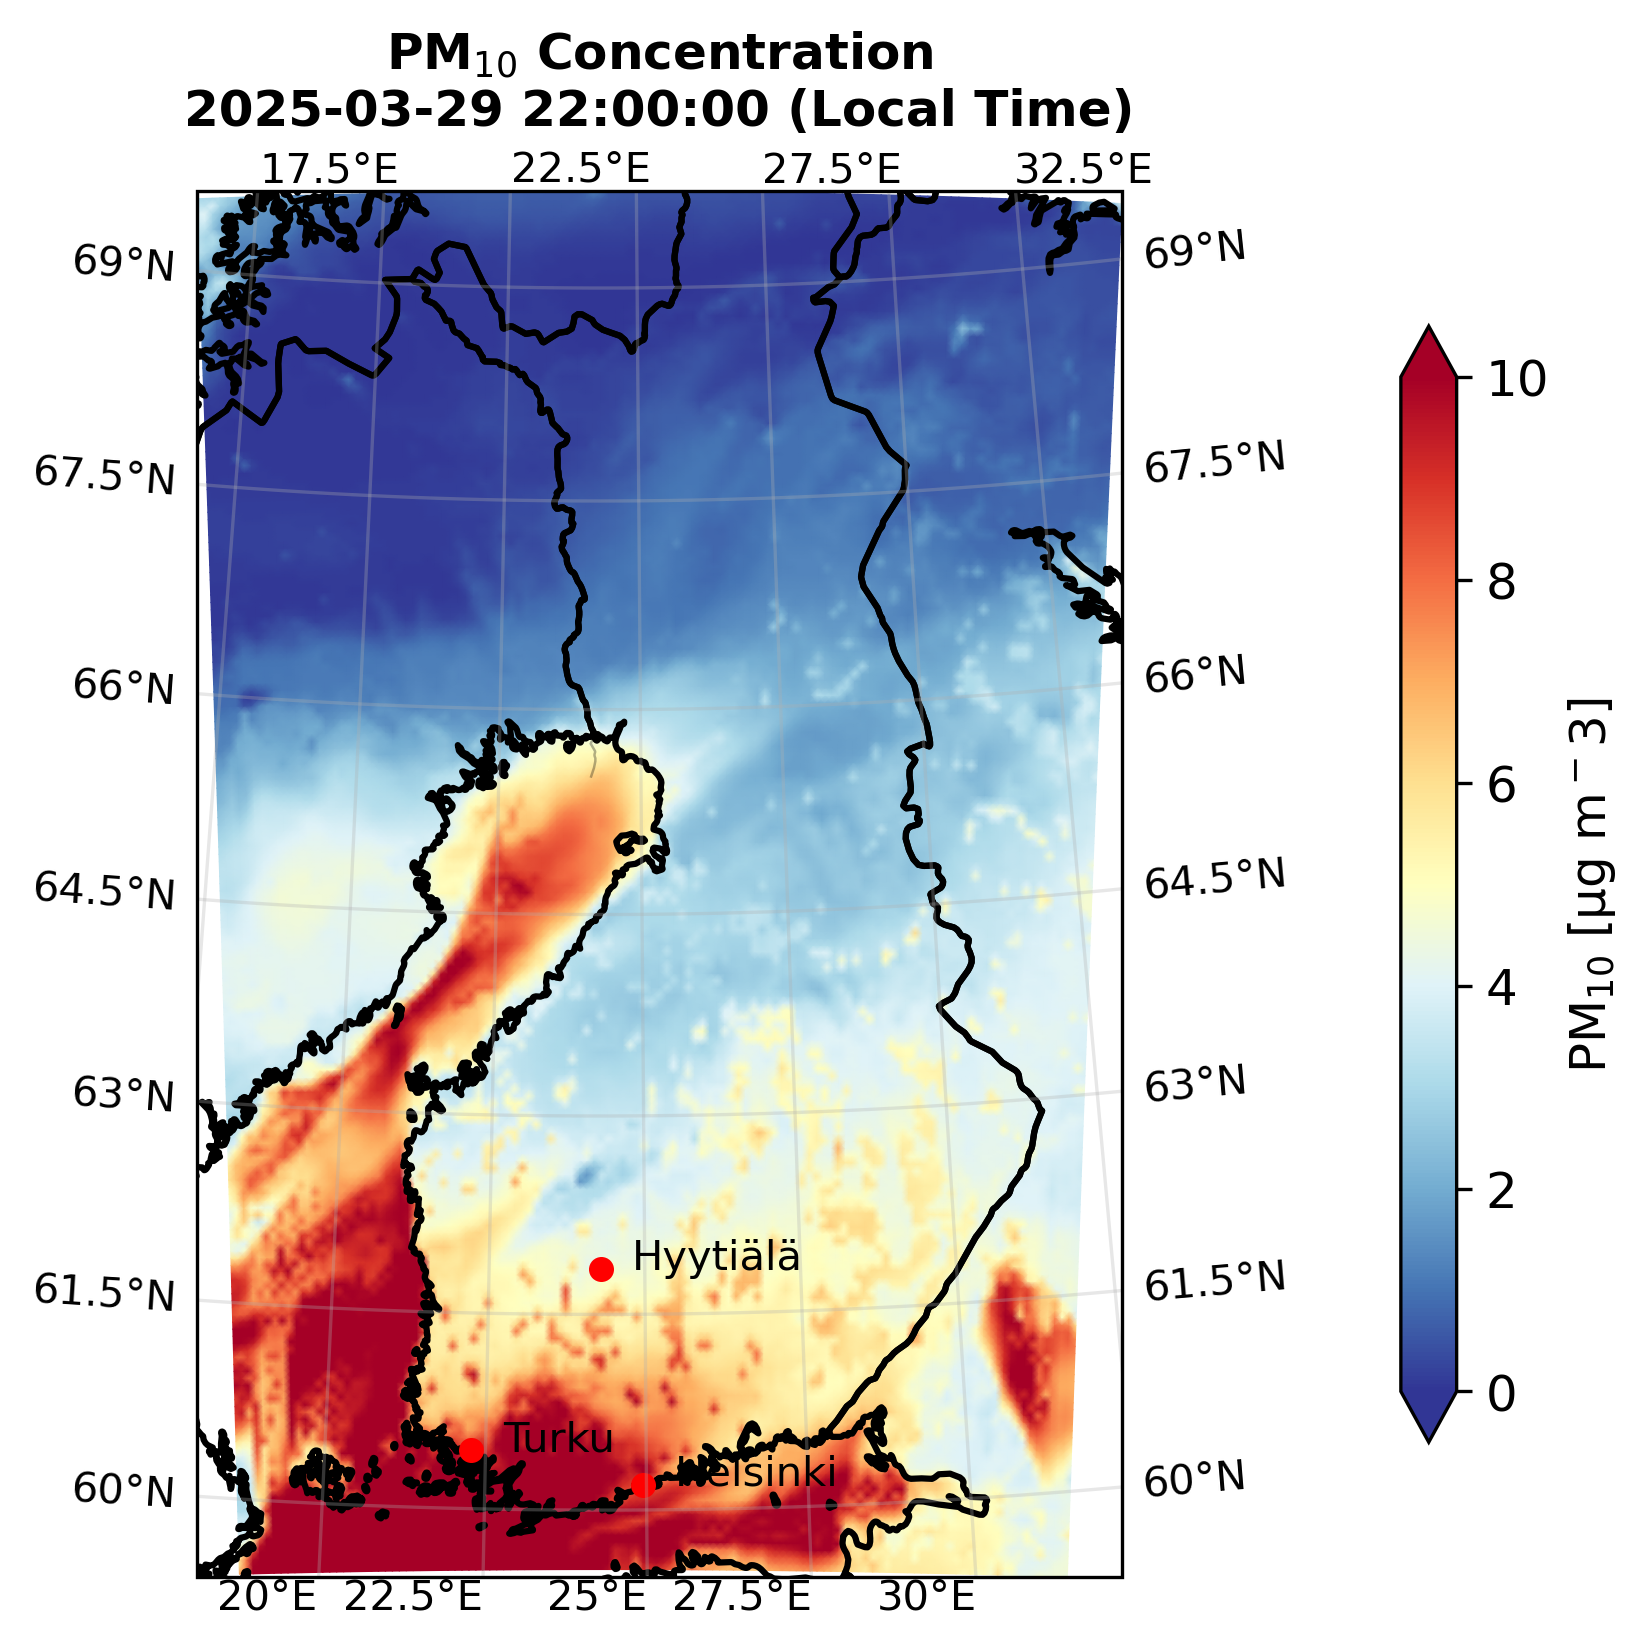 PM₁₀ Concentration
2025-03-29 22:00:00 (Local Time)
17.5°E 22.5°E 27.5°E 32.5°E
69°N 69°N
67.5°N 67.5°N
66°N 66°N
64.5°N 64.5°N
63°N 63°N
61.5°N 61.5°N
60°N 60°N
Hyytiälä
Turku
Helsinki
20°E 22.5°E 25°E 27.5°E 30°E
10
8
6
4
2
0
PM₁₀ [µg m⁻ 3]